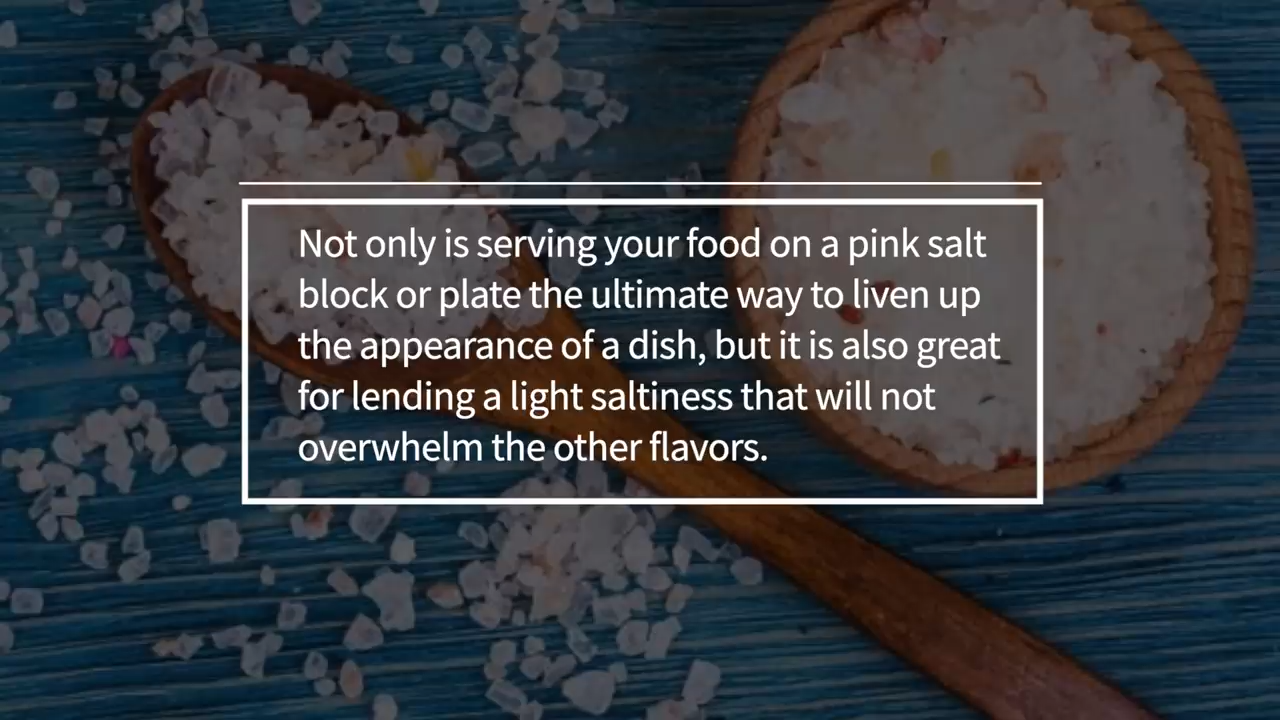 Not only is serving your food on a pink salt
block or plate the ultimate way to liven up
the appearance of a dish, but it is also great
for lending a light saltiness that will not
overwhelm the other flavors.